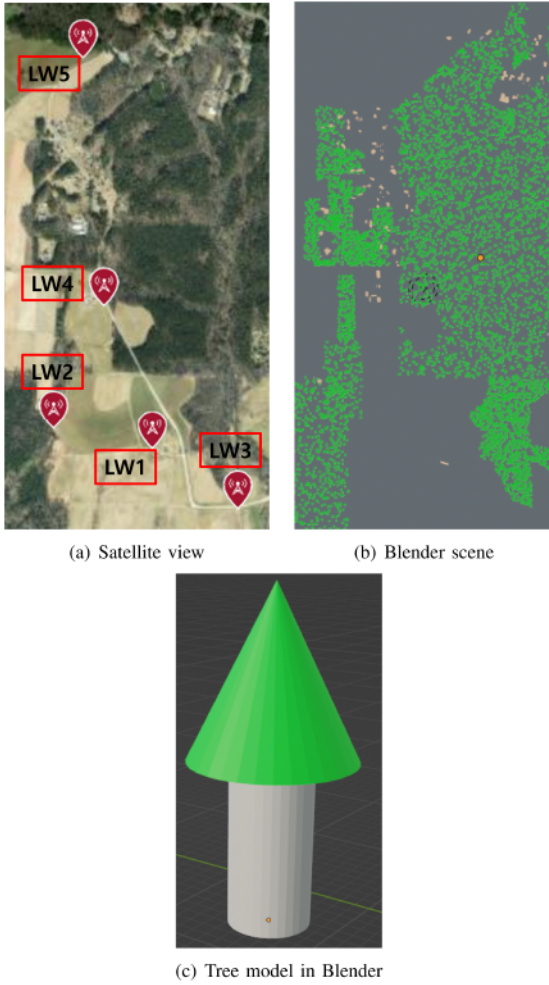 LW5
LW4
LW2
LW1
LW3
(a) Satellite view
(b) Blender scene
(c) Tree model in Blender